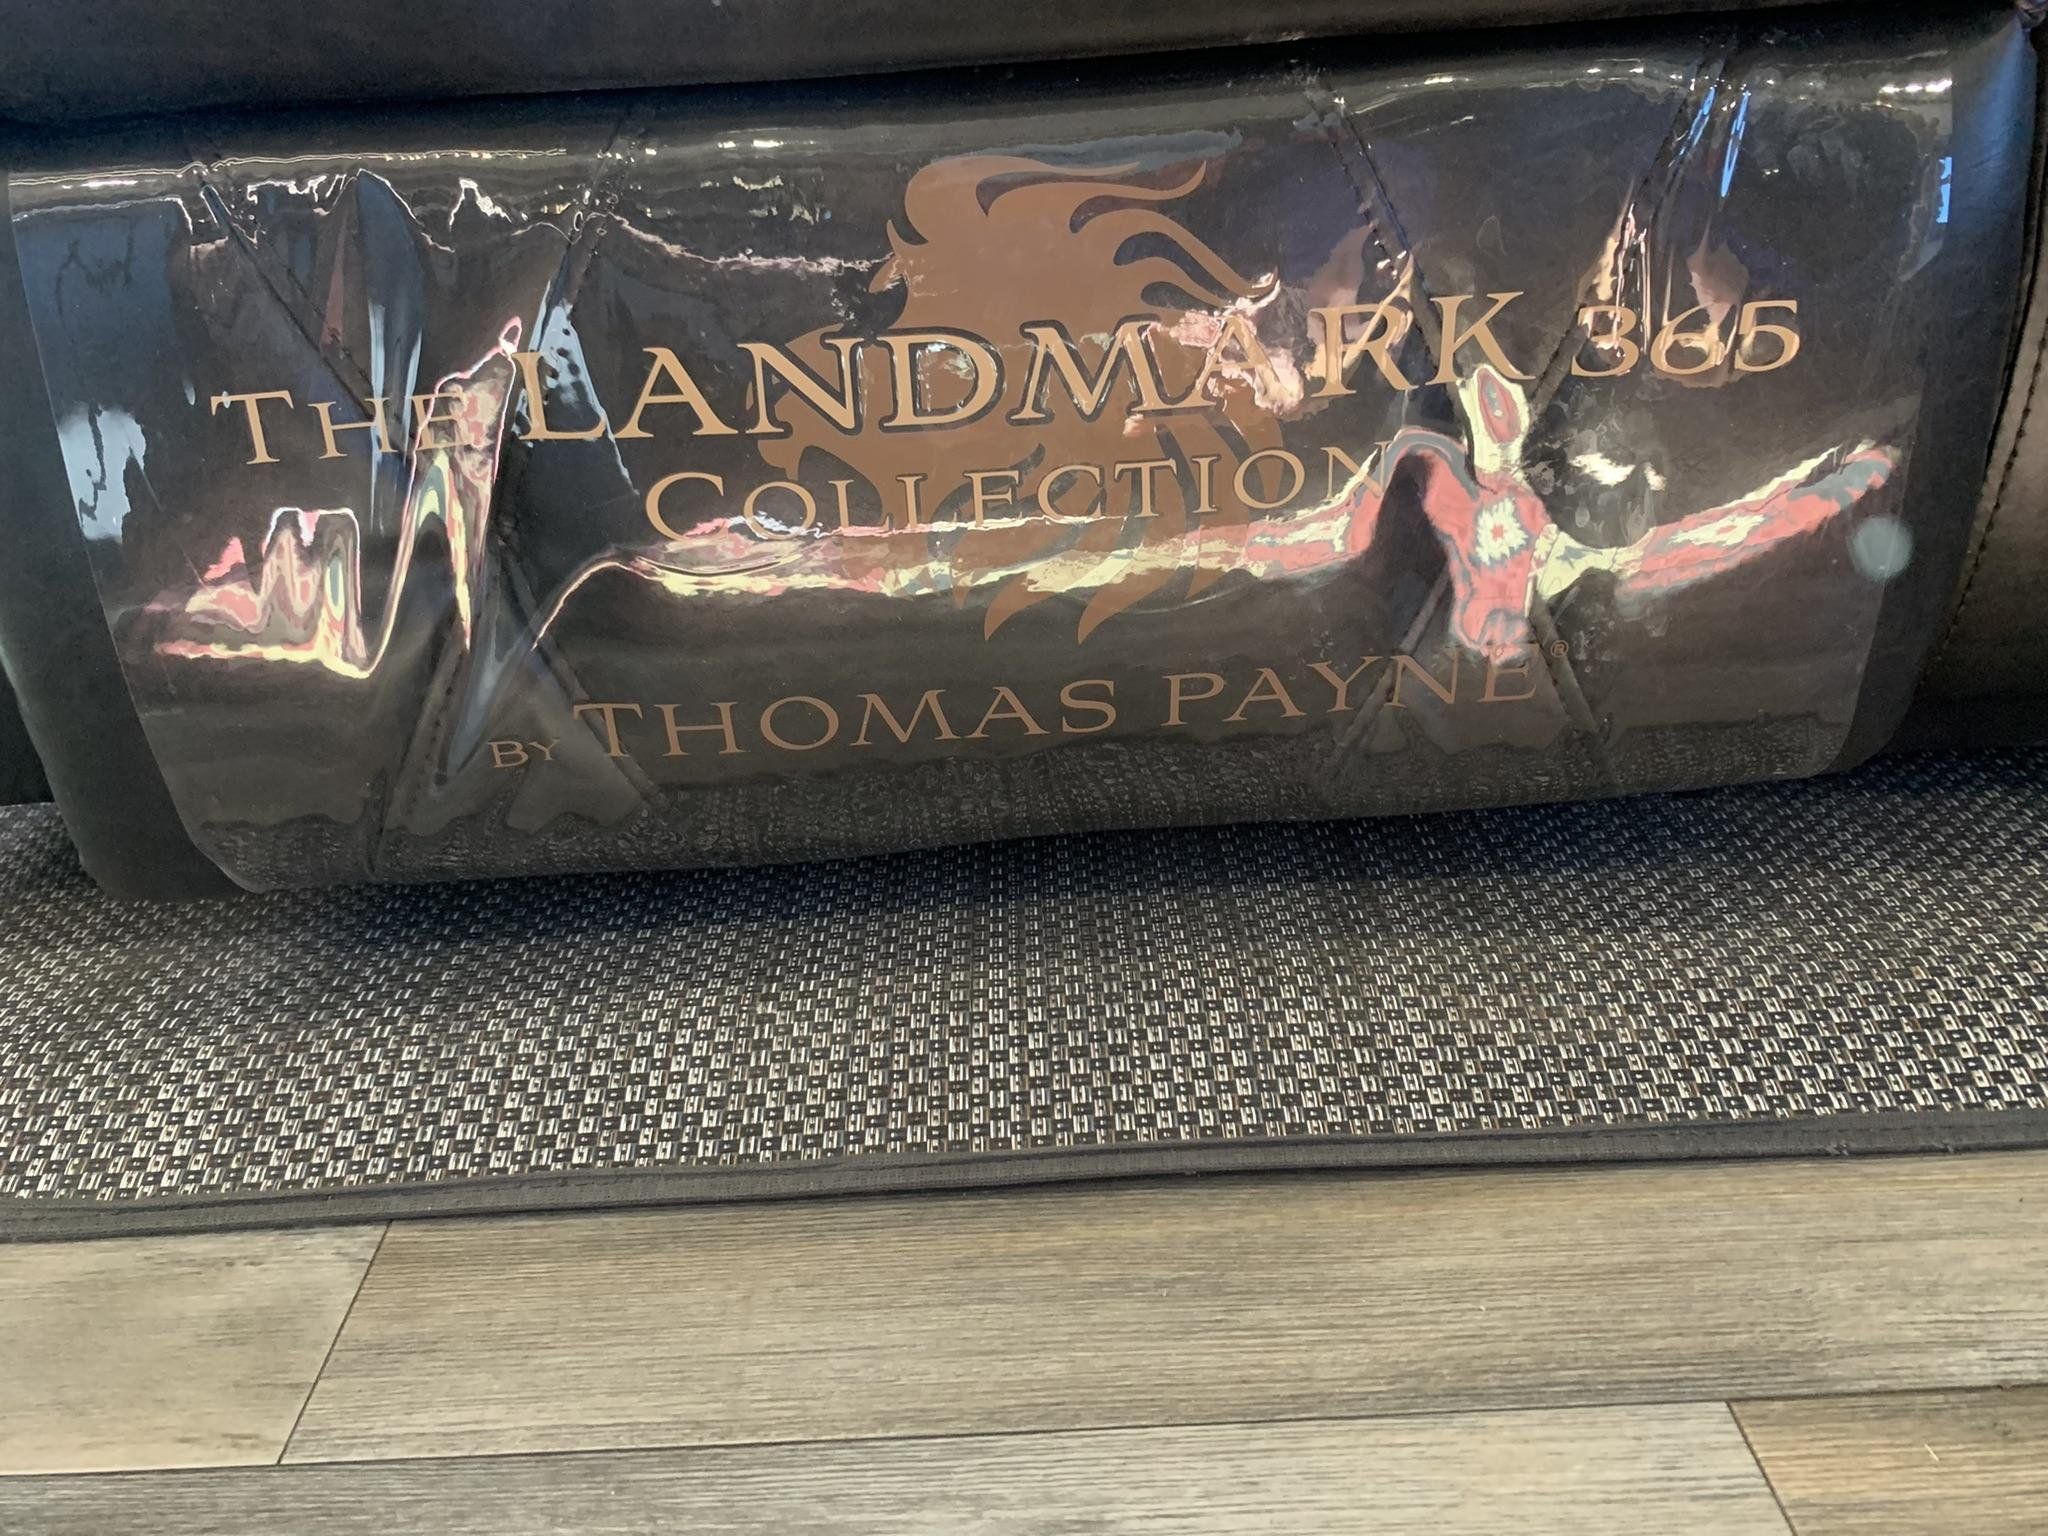 THE LANDMARK 365
COLLECTION
BY THOMAS PAYNE®